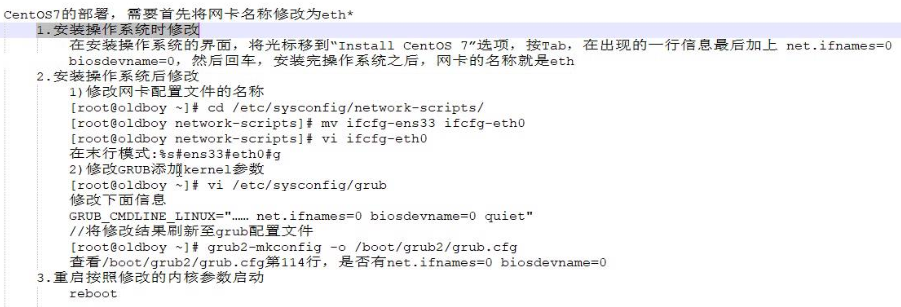 CentOS7的部署，需要首先将网卡名称修改为eth*
1.安装操作系统时修改
在安装操作系统的界面，将光标移到“Install CentOS 7”选项，按Tab，在出现的一行信息最后加上 net.ifnames=0
biosdevname=0，然后回车，安装完操作系统之后，网卡的名称就是eth
2.安装操作系统后修改
1)修改网卡配置文件的名称
[root@oldboy ~]# cd /etc/sysconfig/network-scripts/
[root@oldboy network-scripts]# mv ifcfg-ens33 ifcfg-eth0
[root@oldboy network-scripts]# vi ifcfg-eth0
在末行模式:%s#ens33#eth0#g
2)修改GRUB添加kernel参数
[root@oldboy ~]# vi /etc/sysconfig/grub
修改下面信息
GRUB_CMDLINE_LINUX="…… net.ifnames=0 biosdevname=0 quiet"
//将修改结果刷新至grub配置文件
[root@oldboy ~]# grub2-mkconfig -o /boot/grub2/grub.cfg
查看/boot/grub2/grub.cfg第114行，是否有net.ifnames=0 biosdevname=0
3.重启按照修改的内核参数启动
reboot